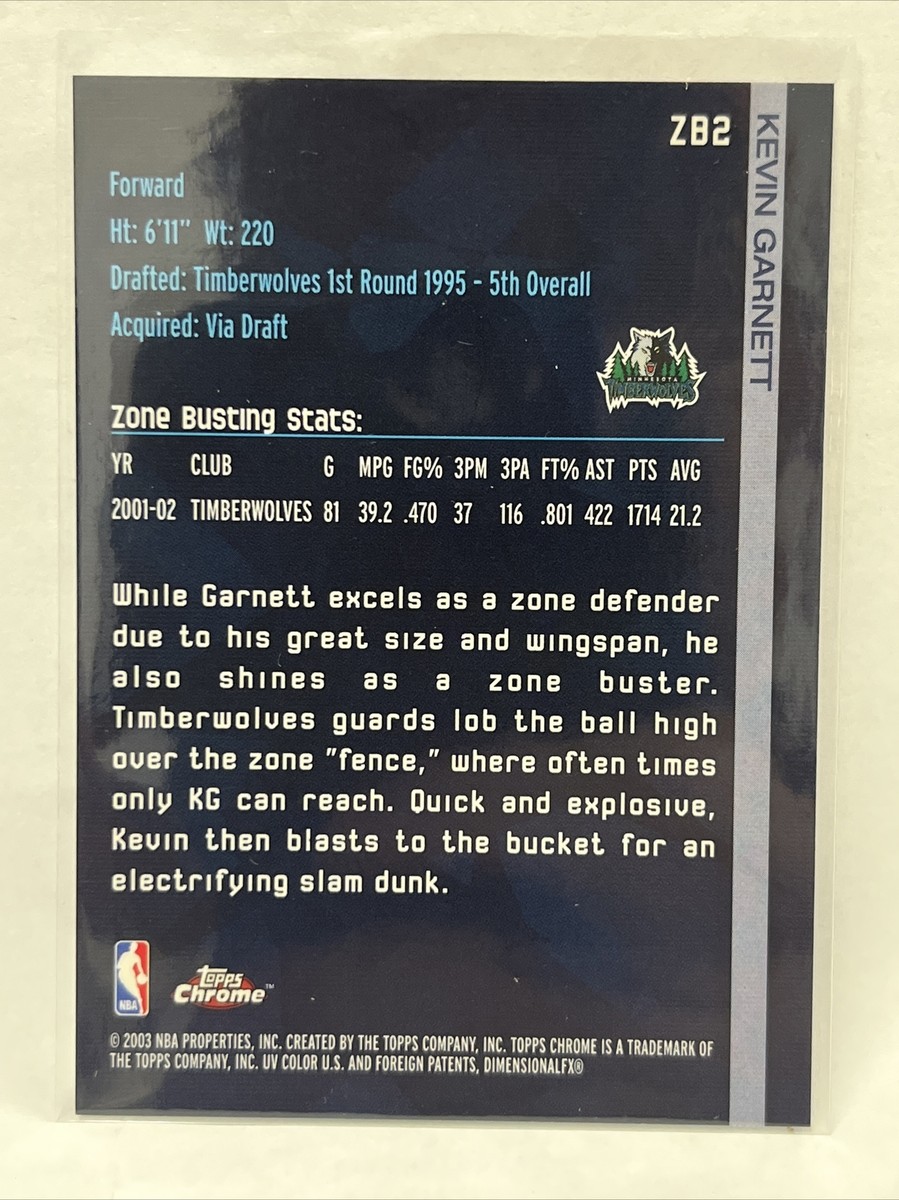 ZB2
KEVIN GARNETT
Forward
Ht: 6'11" Wt: 220
Drafted: Timberwolves 1st Round 1995 - 5th Overall
Acquired: Via Draft
MINNESOTA
TIMBERWOLVES
Zone Busting Stats:
YR CLUB G MPG FG% 3PM 3PA FT% AST PTS AVG
2001-02 TIMBERWOLVES 81 39.2 .470 37 116 .801 422 1714 21.2
While Garnett excels as a zone defender
due to his great size and wingspan, he
also shines as a zone buster.
Timberwolves guards lob the ball high
over the zone "fence," where often times
only KG can reach. Quick and explosive,
Kevin then blasts to the bucket for an
electrifying slam dunk.
NBA
Topps
Chrome™
© 2003 NBA PROPERTIES, INC. CREATED BY THE TOPPS COMPANY, INC. TOPPS CHROME IS A TRADEMARK OF
THE TOPPS COMPANY, INC. UV COLOR U.S. AND FOREIGN PATENTS, DIMENSIONALFX®